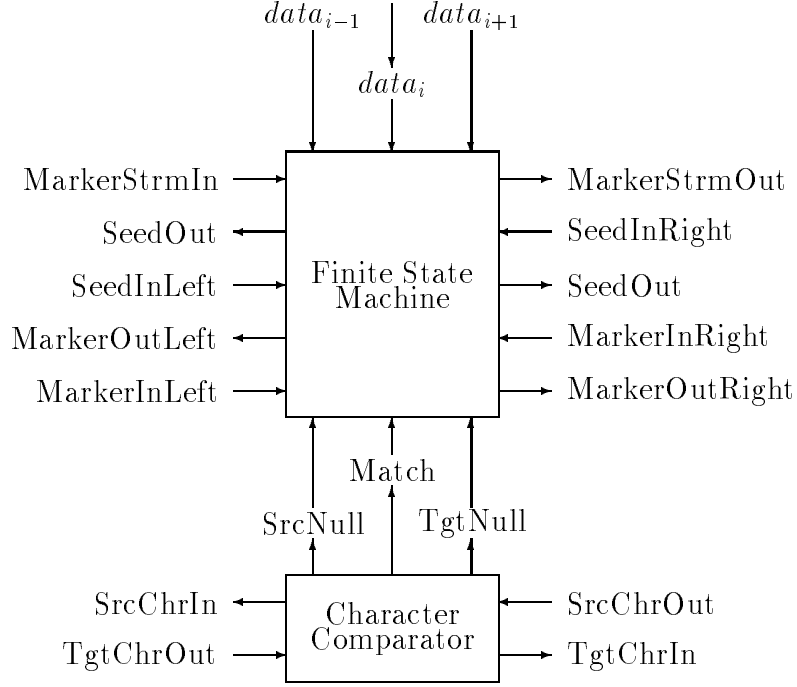 data_{i−1} data_{i+1}
data_i
MarkerStrmIn MarkerStrmOut
SeedOut SeedInRight
SeedInLeft Finite State SeedOut
Machine
MarkerOutLeft MarkerInRight
MarkerInLeft MarkerOutRight
Match
SrcNull TgtNull
SrcChrIn Character SrcChrOut
Comparator
TgtChrOut TgtChrIn